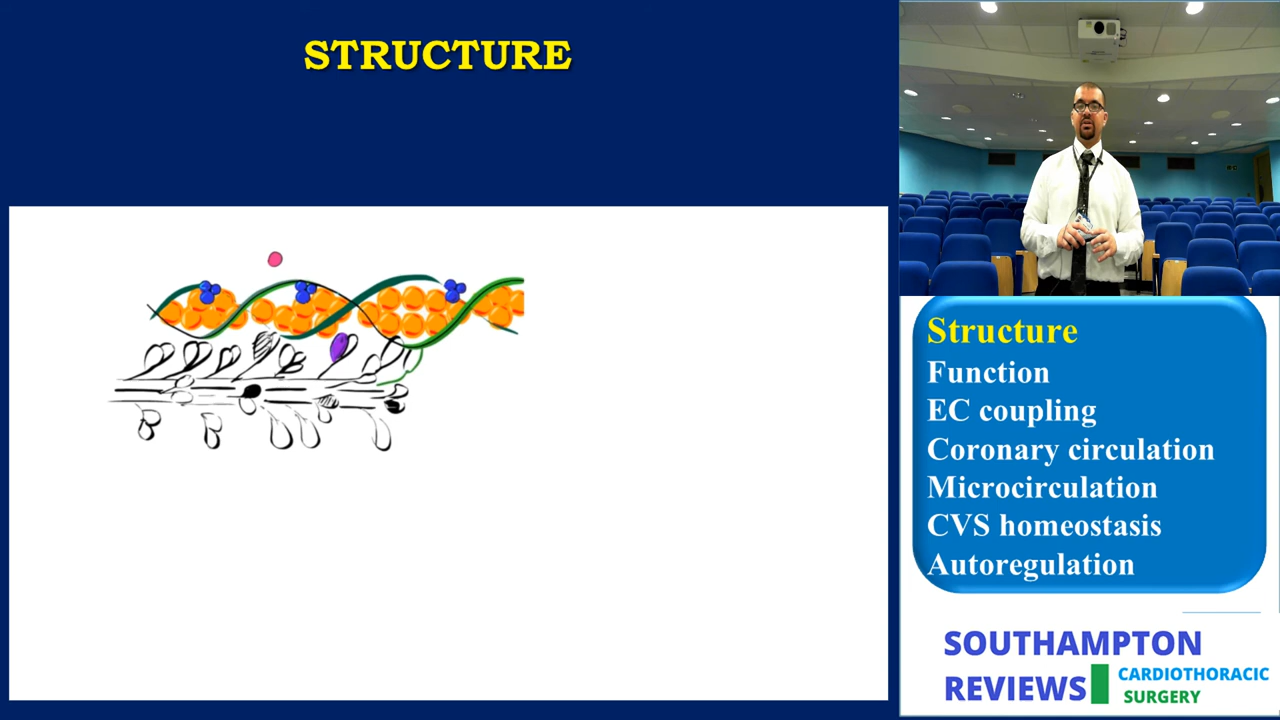 STRUCTURE
Structure
Function
EC coupling
Coronary circulation
Microcirculation
CVS homeostasis
Autoregulation
SOUTHAMPTON
REVIEWS
CARDIOTHORACIC
SURGERY